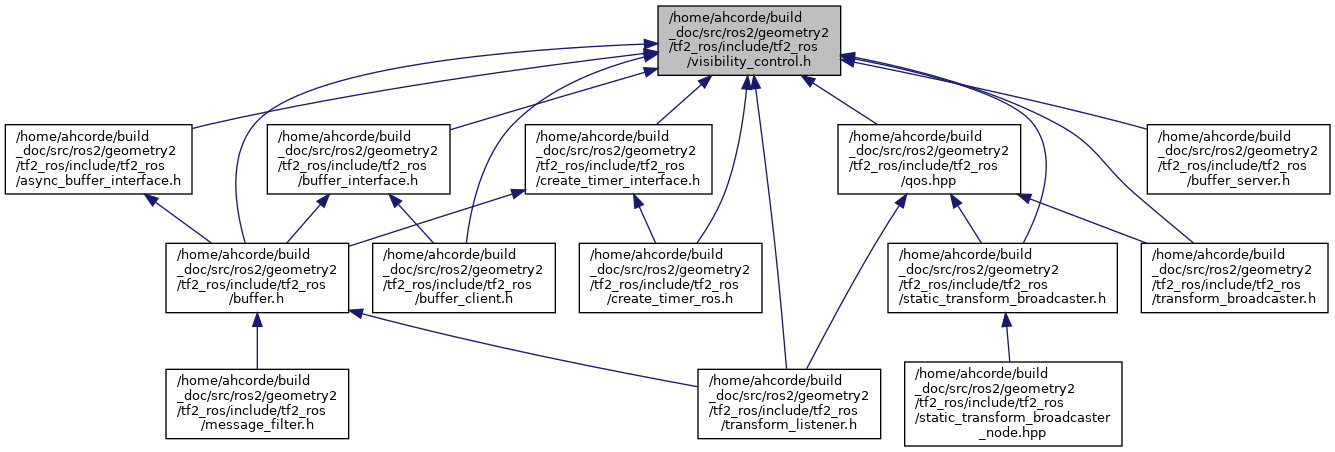 /home/ahcorde/build
_doc/src/ros2/geometry2
/tf2_ros/include/tf2_ros
/visibility_control.h
/home/ahcorde/build
_doc/src/ros2/geometry2
/tf2_ros/include/tf2_ros
/async_buffer_interface.h
/home/ahcorde/build
_doc/src/ros2/geometry2
/tf2_ros/include/tf2_ros
/buffer_interface.h
/home/ahcorde/build
_doc/src/ros2/geometry2
/tf2_ros/include/tf2_ros
/create_timer_interface.h
/home/ahcorde/build
_doc/src/ros2/geometry2
/tf2_ros/include/tf2_ros
/qos.hpp
/home/ahcorde/build
_doc/src/ros2/geometry2
/tf2_ros/include/tf2_ros
/buffer_server.h
/home/ahcorde/build
_doc/src/ros2/geometry2
/tf2_ros/include/tf2_ros
/buffer.h
/home/ahcorde/build
_doc/src/ros2/geometry2
/tf2_ros/include/tf2_ros
/buffer_client.h
/home/ahcorde/build
_doc/src/ros2/geometry2
/tf2_ros/include/tf2_ros
/create_timer_ros.h
/home/ahcorde/build
_doc/src/ros2/geometry2
/tf2_ros/include/tf2_ros
/static_transform_broadcaster.h
/home/ahcorde/build
_doc/src/ros2/geometry2
/tf2_ros/include/tf2_ros
/transform_broadcaster.h
/home/ahcorde/build
_doc/src/ros2/geometry2
/tf2_ros/include/tf2_ros
/message_filter.h
/home/ahcorde/build
_doc/src/ros2/geometry2
/tf2_ros/include/tf2_ros
/transform_listener.h
/home/ahcorde/build
_doc/src/ros2/geometry2
/tf2_ros/include/tf2_ros
/static_transform_broadcaster
_node.hpp